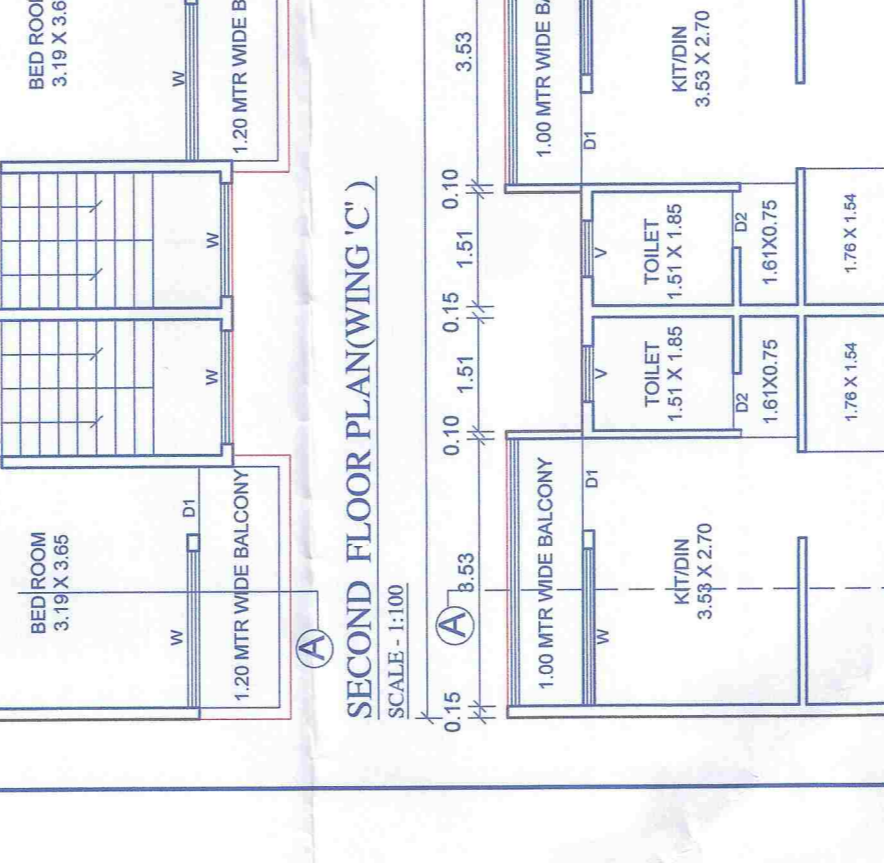 BED ROOM
3.19 X 3.65
BED ROOM
3.19 X 3.6
W
D1
W
W
W
1.20 MTR WIDE BALCONY
1.20 MTR WIDE B
A
SECOND FLOOR PLAN(WING 'C' )
SCALE - 1:100
A
0.15
3.53
0.10
1.51
0.15
1.51
0.10
3.53
1.00 MTR WIDE BALCONY
1.00 MTR WIDE BA
W
D1
V
V
D1
KIT/DIN
3.53 X 2.70
TOILET
1.51 X 1.85
TOILET
1.51 X 1.85
KIT/DIN
3.53 X 2.70
D2
D2
1.61X0.75
1.61X0.75
1.76 X 1.54
1.76 X 1.54